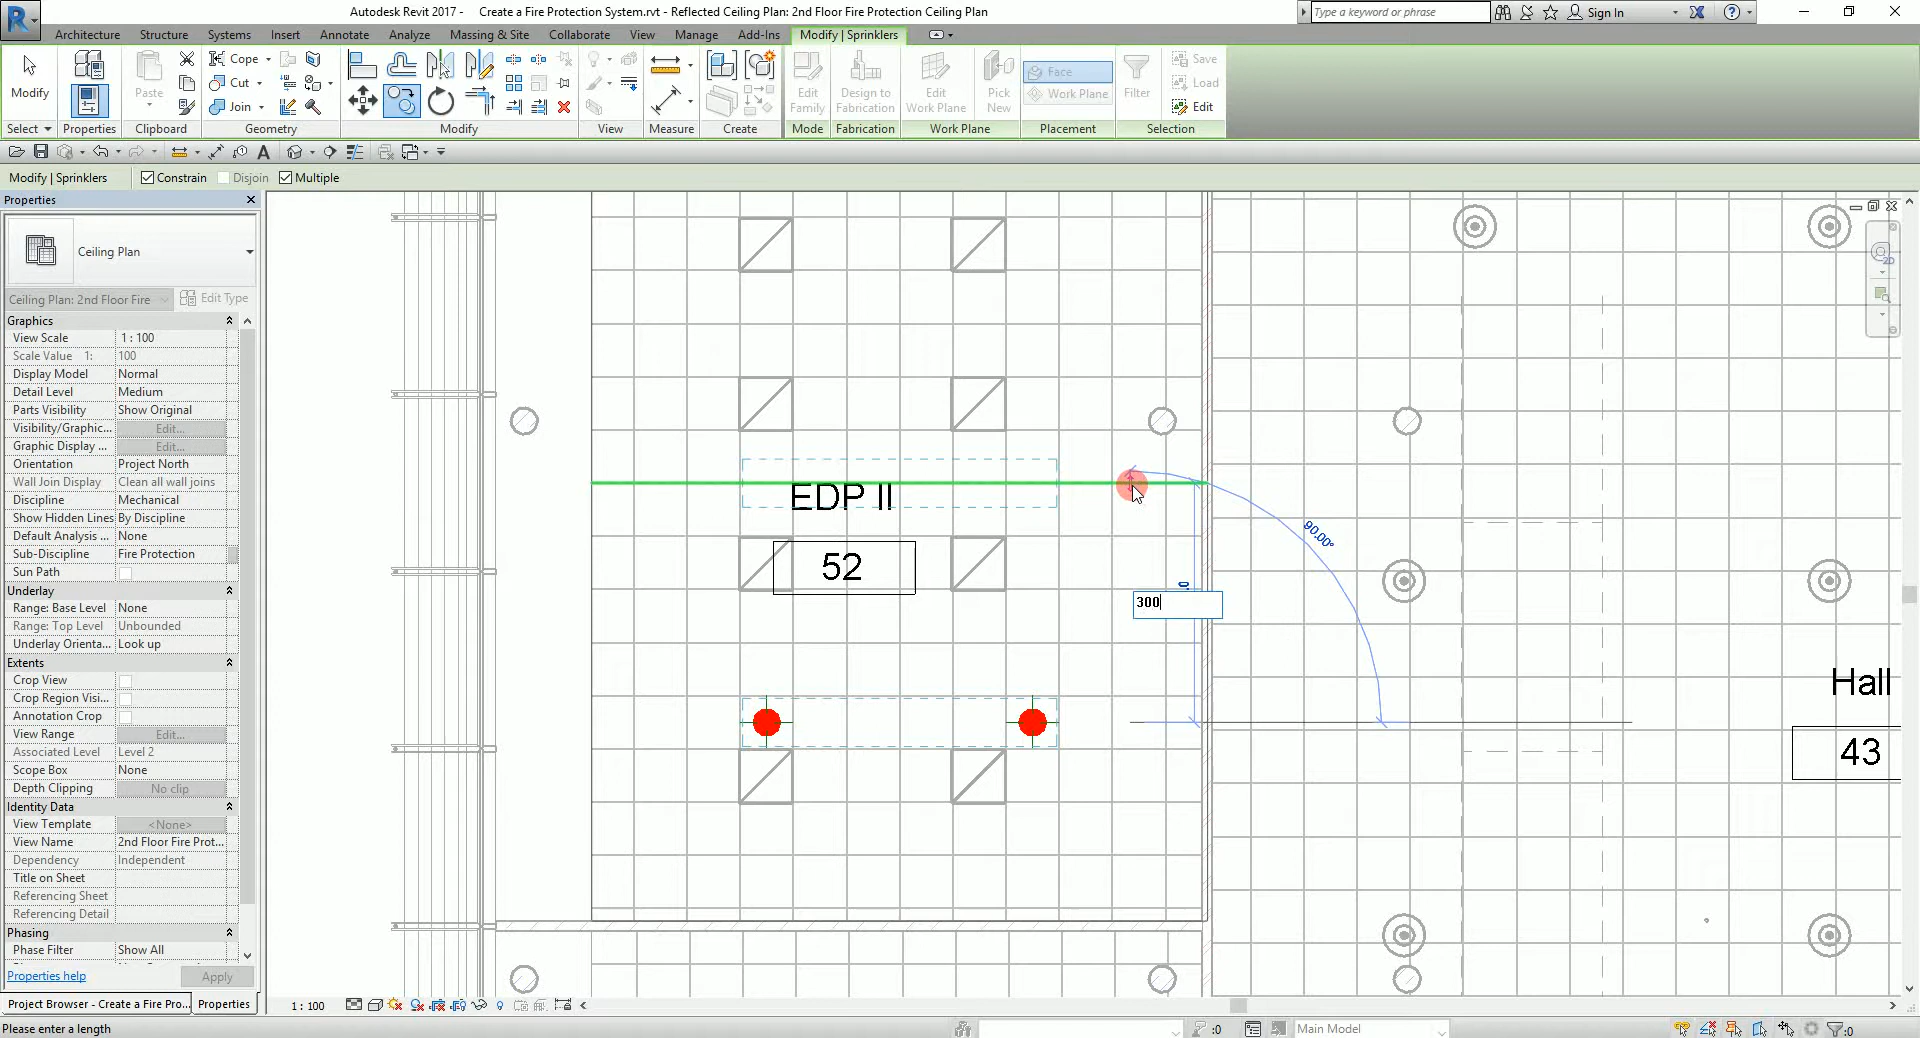 Autodesk Revit 2017 - Create a Fire Protection System.rvt - Reflected Ceiling Plan: 2nd Floor Fire Protection Ceiling Plan
Type a keyword or phrase
Sign In
Architecture Structure Systems Insert Annotate Analyze Massing & Site Collaborate View Manage Add-Ins Modify | Sprinklers
Cope
Cut
Join
Modify
Paste
Edit Family
Design to Fabrication
Edit Work Plane
Pick New
Face
Work Plane
Filter
Save
Load
Edit
Select Properties Clipboard Geometry Modify View Measure Create Mode Fabrication Work Plane Placement Selection
Modify | Sprinklers Constrain Disjoin Multiple
Properties
Ceiling Plan
Ceiling Plan: 2nd Floor Fire Edit Type
Graphics
View Scale 1 : 100
Scale Value 1: 100
Display Model Normal
Detail Level Medium
Parts Visibility Show Original
Visibility/Graphic... Edit...
Graphic Display ... Edit...
Orientation Project North
Wall Join Display Clean all wall joins
Discipline Mechanical
Show Hidden Lines By Discipline
Default Analysis ... None
Sub-Discipline Fire Protection
Sun Path
Underlay
Range: Base Level None
Range: Top Level Unbounded
Underlay Orienta... Look up
Extents
Crop View
Crop Region Visi...
Annotation Crop
View Range Edit...
Associated Level Level 2
Scope Box None
Depth Clipping No clip
Identity Data
View Template <None>
View Name 2nd Floor Fire Prot...
Dependency Independent
Title on Sheet
Referencing Sheet
Referencing Detail
Phasing
Phase Filter Show All
Properties help Apply
Project Browser - Create a Fire Pro... Properties
EDP II
52
90.00°
300
Hall
43
2D
1 : 100
Please enter a length
:0
Main Model
:0